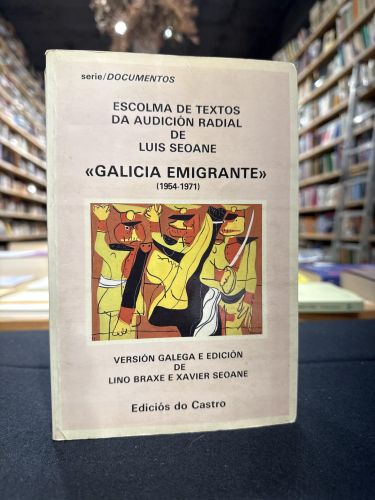 serie/DOCUMENTOS
ESCOLMA DE TEXTOS
DA AUDICIÓN RADIAL
DE
LUIS SEOANE
«GALICIA EMIGRANTE»
(1954-1971)
VERSIÓN GALEGA E EDICIÓN
DE
LINO BRAXE E XAVIER SEOANE
Ediciós do Castro